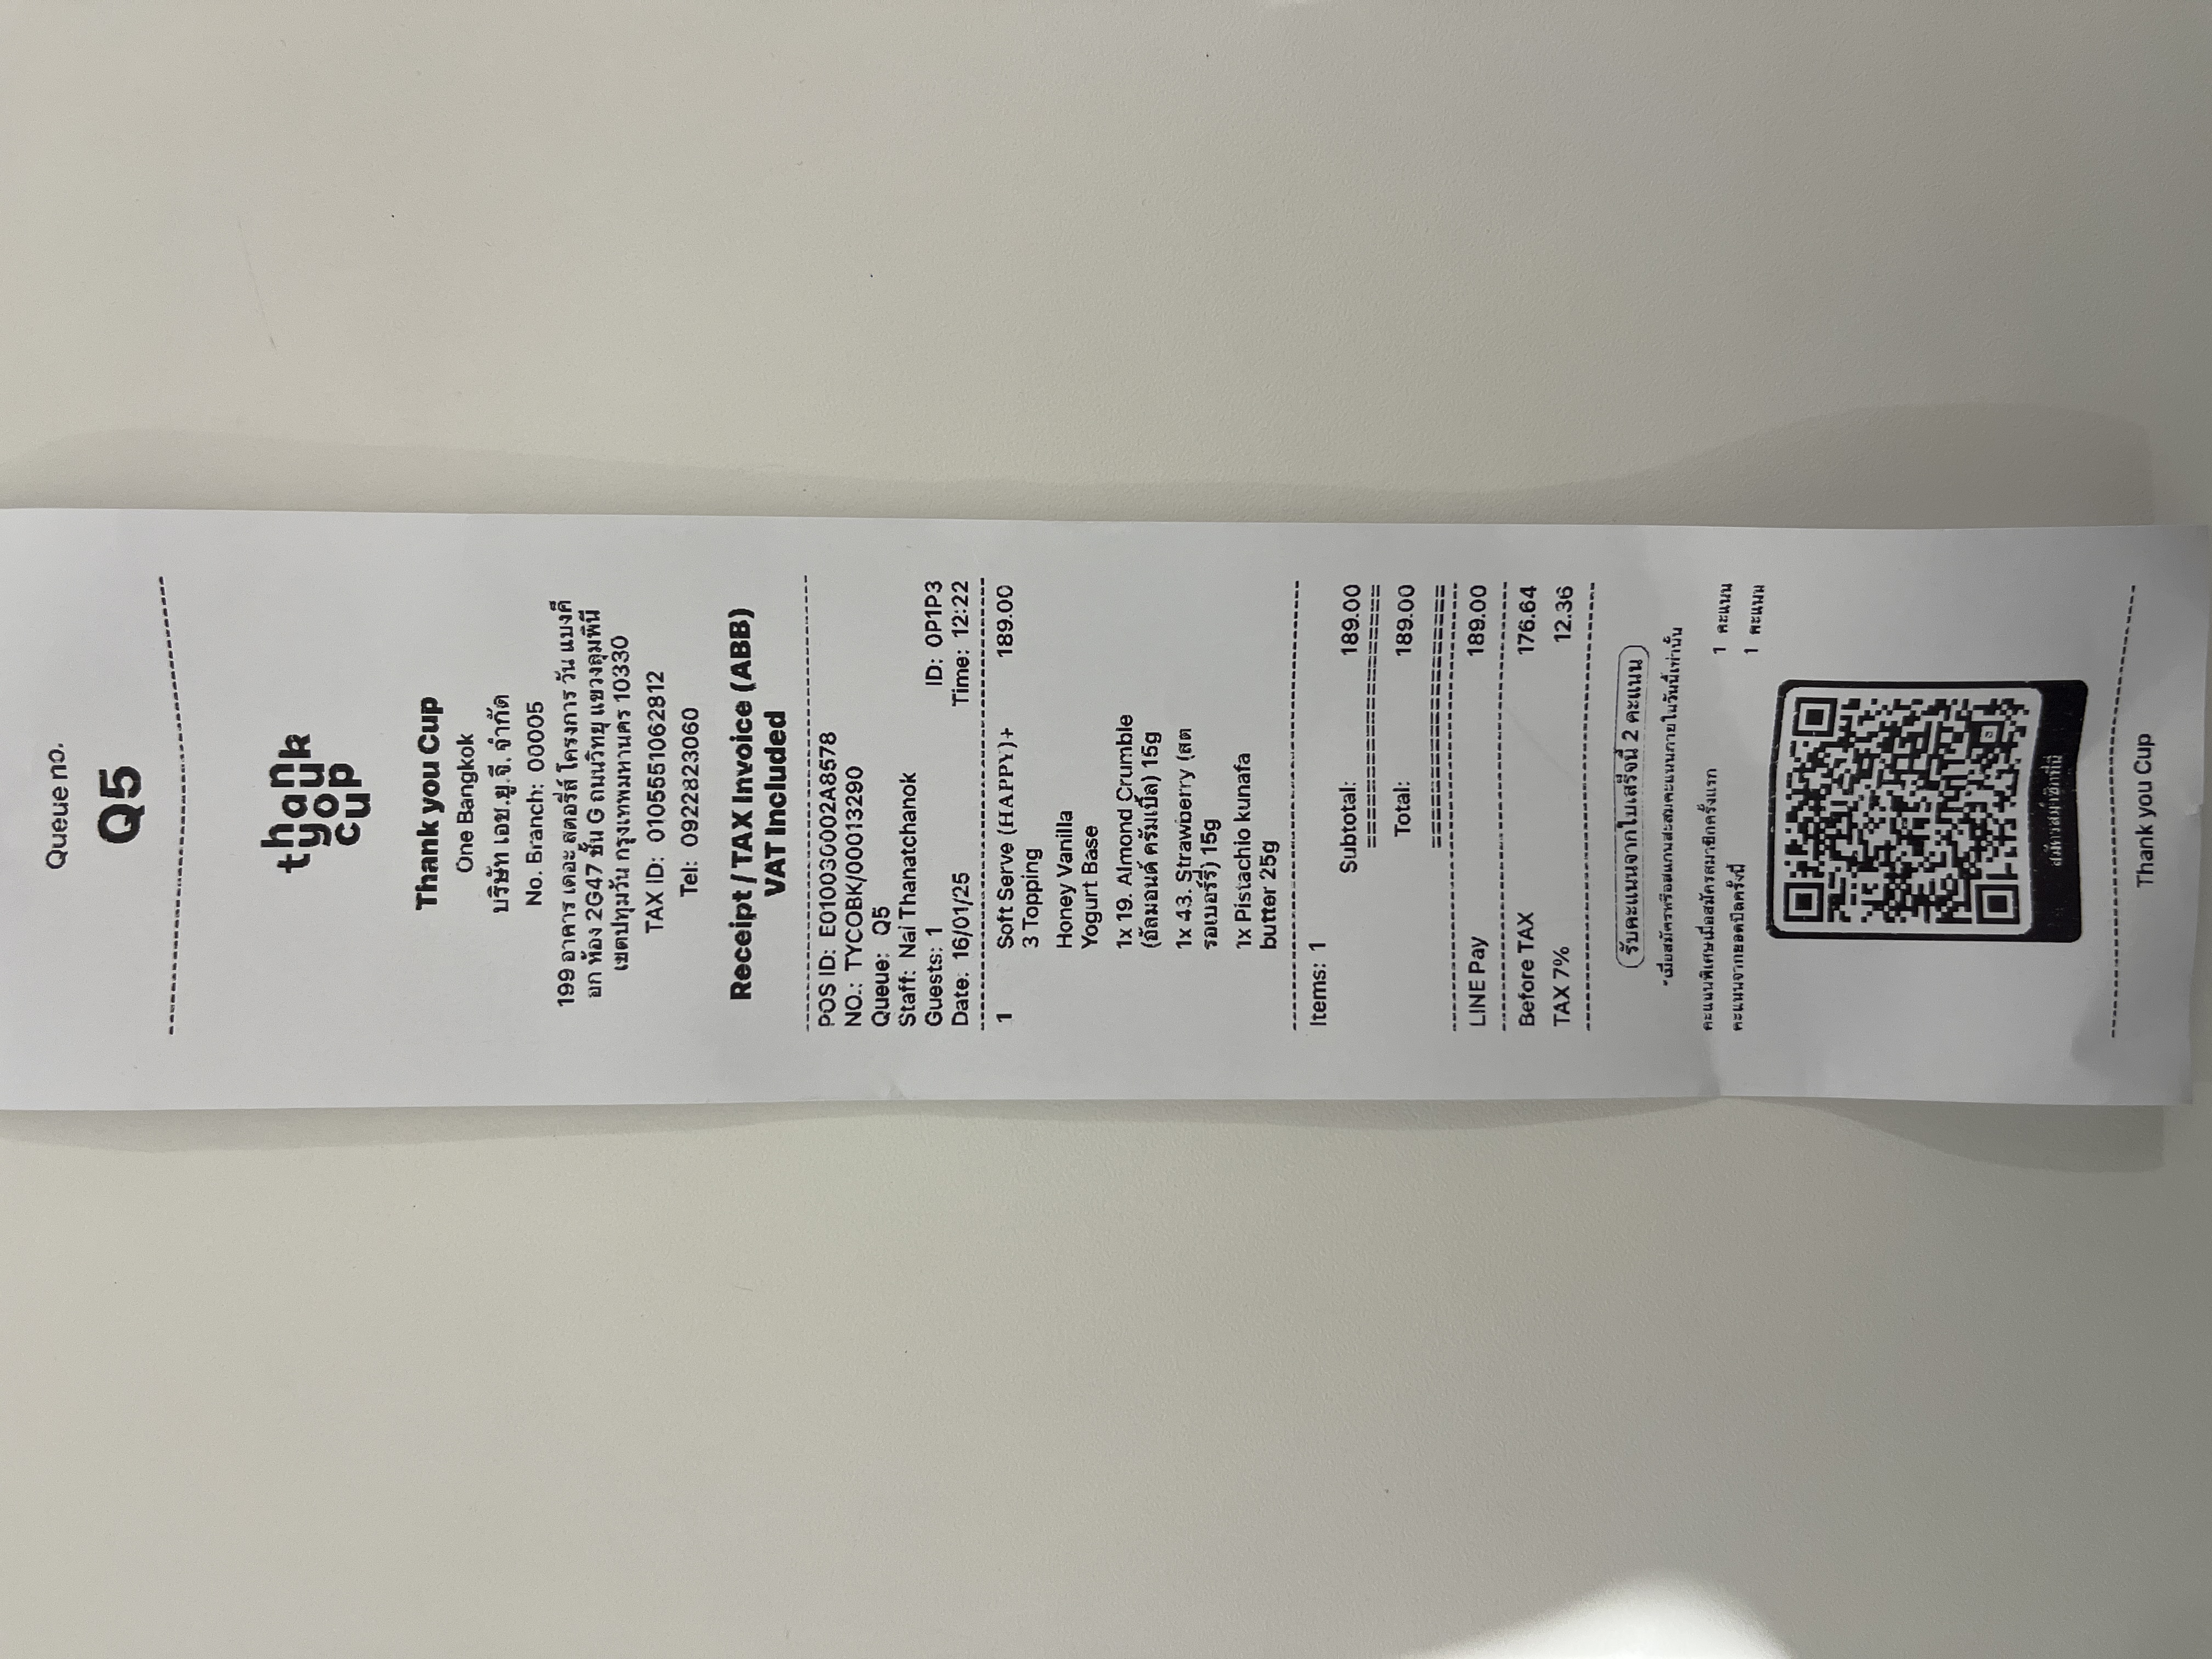 Queue no.
Q5
thank
you
cup
Thank you Cup
One Bangkok
บริษัท เอช.ยู.จี. จำกัด
No. Branch: 00005
199 อาคาร เดอะ สตอรี่ส์ โครงการ วัน แบงค็
อก ห้อง 2G47 ชั้น G ถนนวิทยุ แขวงลุมพินี
เขตปทุมวัน กรุงเทพมหานคร 10330
TAX ID: 0105551062812
Tel: 0922823060
Receipt / TAX Invoice (ABB)
VAT Included
POS ID: E010030002A8578
NO.: TYCOBK/00013290
Queue: Q5
Staff: Nai Thanatchanok
Guests: 1 ID: 0P1P3
Date: 16/01/25 Time: 12:22
1 Soft Serve (HAPPY)+ 189.00
3 Topping
Honey Vanilla
Yogurt Base
1x 19. Almond Crumble
(อัลมอนด์ ครัมเบิ้ล) 15g
1x 43. Strawberry (สต
รอเบอร์รี่) 15g
1x Pistachio kunafa
butter 25g
Items: 1
Subtotal: 189.00
Total: 189.00
LINE Pay 189.00
Before TAX 176.64
TAX 7% 12.36
รับคะแนนจากใบเสร็จนี้ 2 คะแนน
*เมื่อสมัครหรือสแกนสะสมคะแนนภายในวันนี้เท่านั้น
คะแนนพิเศษเมื่อสมัครสมาชิกครั้งแรก 1 คะแนน
คะแนนจากยอดบิลครั้งนี้ 1 คะแนน
สมัครสมาชิกที่นี่
Thank you Cup